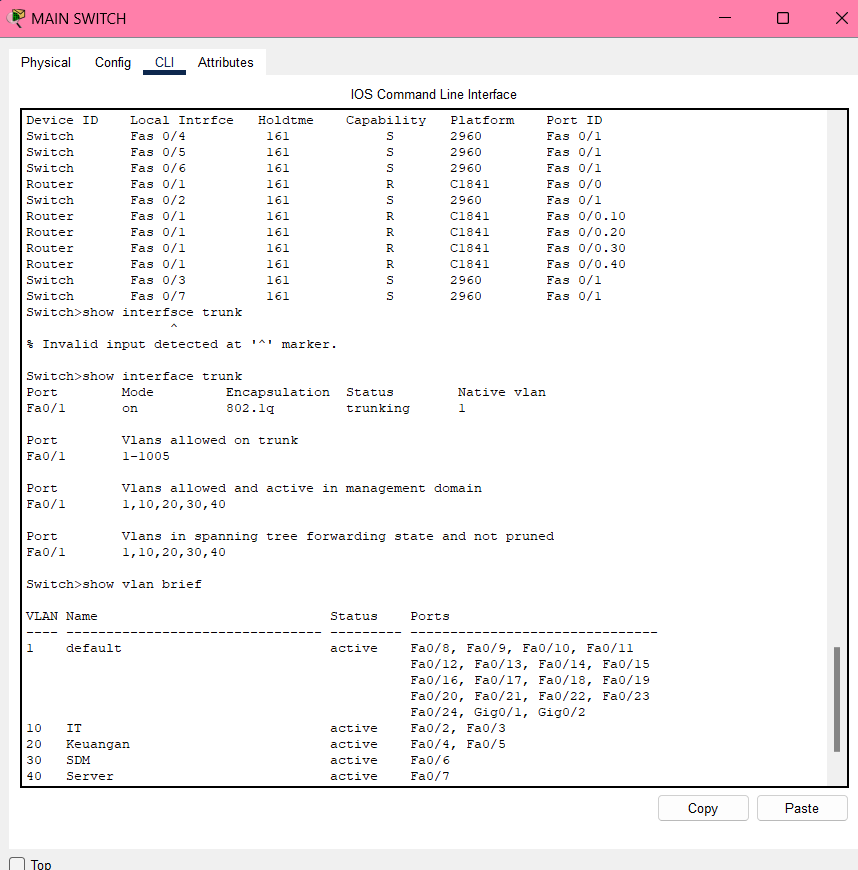 MAIN SWITCH
Physical Config CLI Attributes
IOS Command Line Interface
Device ID Local Intrfce Holdtme Capability Platform Port ID
Switch Fas 0/4 161 S 2960 Fas 0/1
Switch Fas 0/5 161 S 2960 Fas 0/1
Switch Fas 0/6 161 S 2960 Fas 0/1
Router Fas 0/1 161 R C1841 Fas 0/0
Switch Fas 0/2 161 S 2960 Fas 0/1
Router Fas 0/1 161 R C1841 Fas 0/0.10
Router Fas 0/1 161 R C1841 Fas 0/0.20
Router Fas 0/1 161 R C1841 Fas 0/0.30
Router Fas 0/1 161 R C1841 Fas 0/0.40
Switch Fas 0/3 161 S 2960 Fas 0/1
Switch Fas 0/7 161 S 2960 Fas 0/1
Switch>show interfsce trunk
^
% Invalid input detected at '^' marker.
Switch>show interface trunk
Port Mode Encapsulation Status Native vlan
Fa0/1 on 802.1q trunking 1
Port Vlans allowed on trunk
Fa0/1 1-1005
Port Vlans allowed and active in management domain
Fa0/1 1,10,20,30,40
Port Vlans in spanning tree forwarding state and not pruned
Fa0/1 1,10,20,30,40
Switch>show vlan brief
VLAN Name Status Ports
---- -------------------------------- --------- -------------------------------
1 default active Fa0/8, Fa0/9, Fa0/10, Fa0/11
Fa0/12, Fa0/13, Fa0/14, Fa0/15
Fa0/16, Fa0/17, Fa0/18, Fa0/19
Fa0/20, Fa0/21, Fa0/22, Fa0/23
Fa0/24, Gig0/1, Gig0/2
10 IT active Fa0/2, Fa0/3
20 Keuangan active Fa0/4, Fa0/5
30 SDM active Fa0/6
40 Server active Fa0/7
Copy Paste
Top